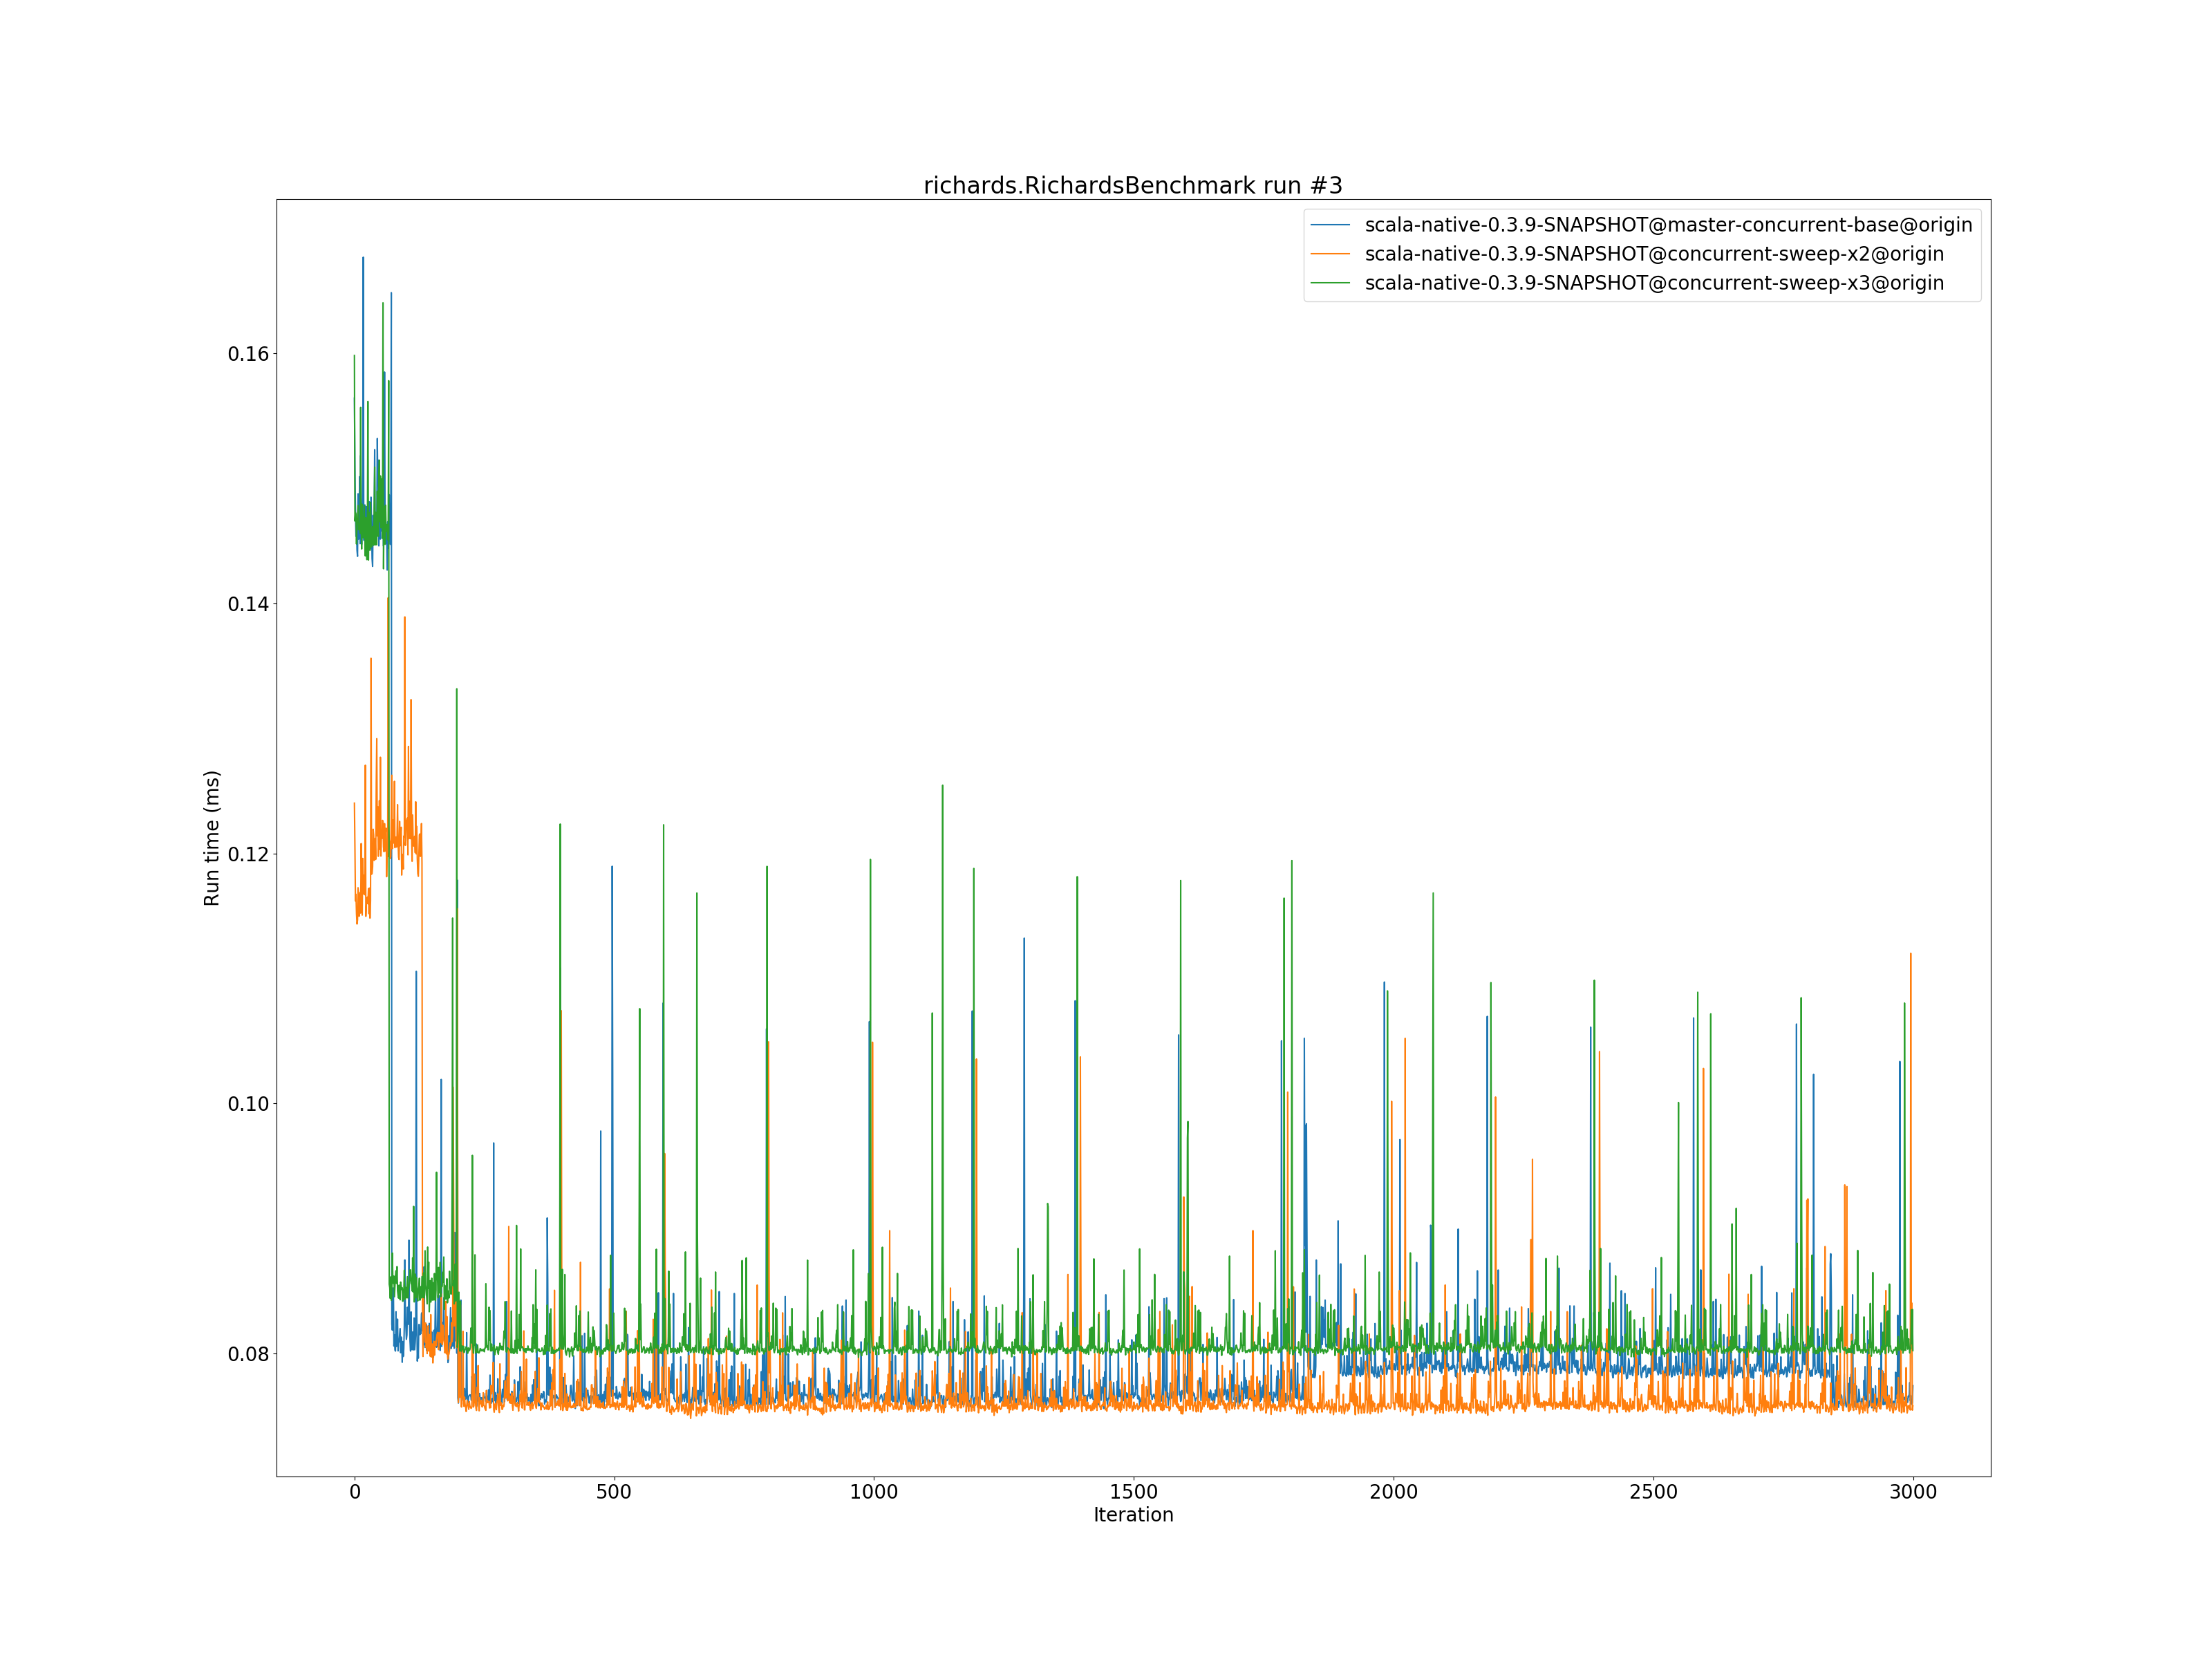 richards.RichardsBenchmark run #3
scala-native-0.3.9-SNAPSHOT@master-concurrent-base@origin
scala-native-0.3.9-SNAPSHOT@concurrent-sweep-x2@origin
scala-native-0.3.9-SNAPSHOT@concurrent-sweep-x3@origin
Run time (ms)
0.16
0.14
0.12
0.10
0.08
0 500 1000 1500 2000 2500 3000
Iteration